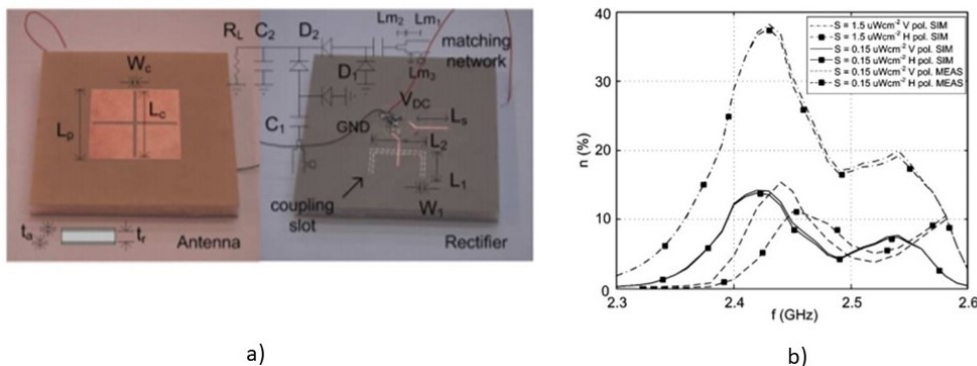 R_L C_2 D_2 Lm_2 Lm_1
matching
network
W_c
D_1 Lm_3
V_DC
L_p L_c
C_1 GND L_s
L_2
L_1
coupling
slot
W_1
t_a t_r
Antenna
Rectifier
a)
S = 1.5 uWcm⁻² V pol. SIM
S = 1.5 uWcm⁻² H pol. SIM
S = 0.15 uWcm⁻² V pol. SIM
S = 0.15 uWcm⁻² H pol. SIM
S = 0.15 uWcm⁻² V pol. MEAS
S = 0.15 uWcm⁻² H pol. MEAS
n (%)
40
30
20
10
0
2.3 2.4 2.5 2.6
f (GHz)
b)